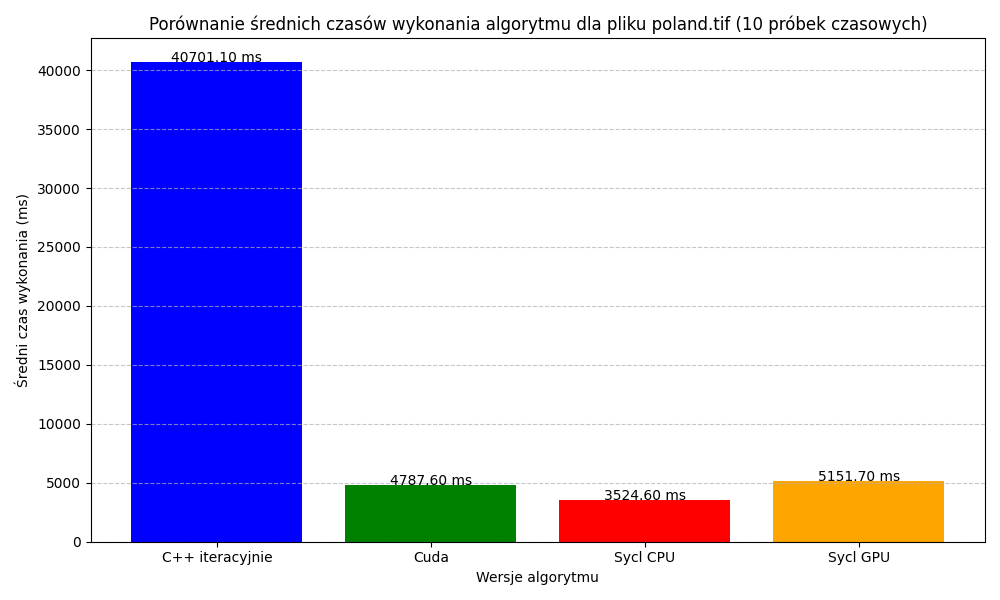 Porównanie średnich czasów wykonania algorytmu dla pliku poland.tif (10 próbek czasowych)
40701.10 ms
40000
35000
30000
25000
20000
15000
10000
5000
0
Średni czas wykonania (ms)
4787.60 ms
3524.60 ms
5151.70 ms
C++ iteracyjnie
Cuda
Sycl CPU
Sycl GPU
Wersje algorytmu